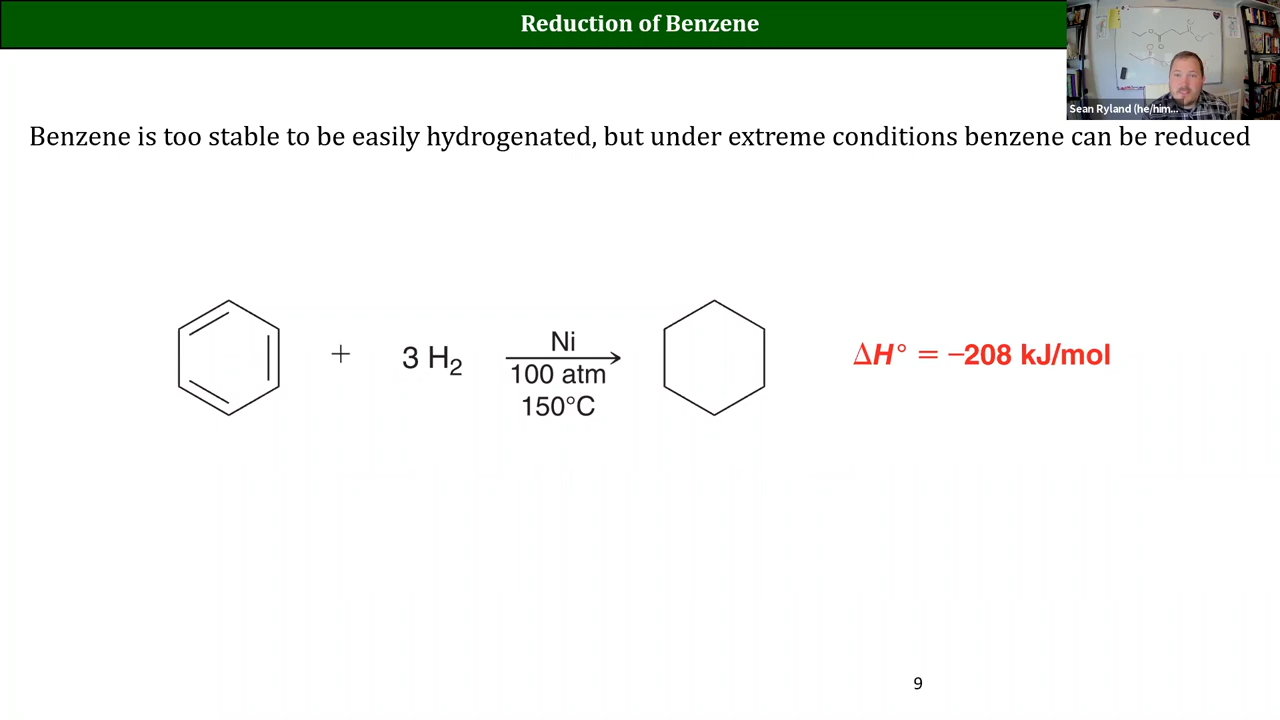 Reduction of Benzene
Sean Ryland (he/him...
Benzene is too stable to be easily hydrogenated, but under extreme conditions benzene can be reduced
+ 3 H₂
Ni
100 atm
150°C
ΔH° = −208 kJ/mol
9